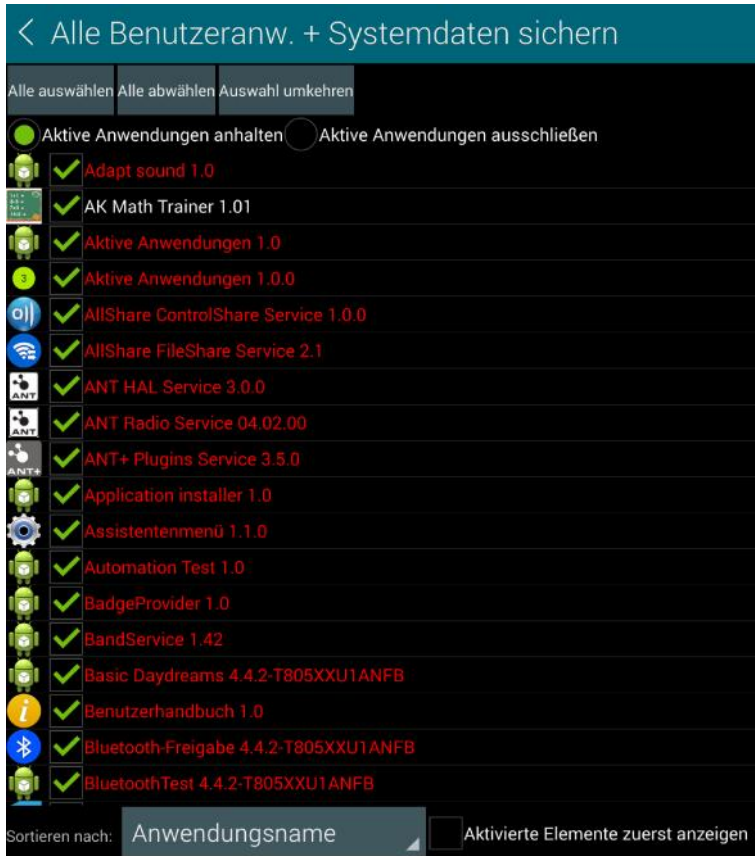 Alle Benutzeranw. + Systemdaten sichern
Alle auswählen Alle abwählen Auswahl umkehren
Aktive Anwendungen anhalten Aktive Anwendungen ausschließen
Adapt sound 1.0
AK Math Trainer 1.01
Aktive Anwendungen 1.0
3 Aktive Anwendungen 1.0.0
AllShare ControlShare Service 1.0.0
AllShare FileShare Service 2.1
ANT ANT HAL Service 3.0.0
ANT ANT Radio Service 04.02.00
ANT+ ANT+ Plugins Service 3.5.0
Application installer 1.0
Assistentenmenü 1.1.0
Automation Test 1.0
BadgeProvider 1.0
BandService 1.42
Basic Daydreams 4.4.2-T805XXU1ANFB
i Benutzerhandbuch 1.0
Bluetooth-Freigabe 4.4.2-T805XXU1ANFB
BluetoothTest 4.4.2-T805XXU1ANFB
Sortieren nach: Anwendungsname Aktivierte Elemente zuerst anzeigen